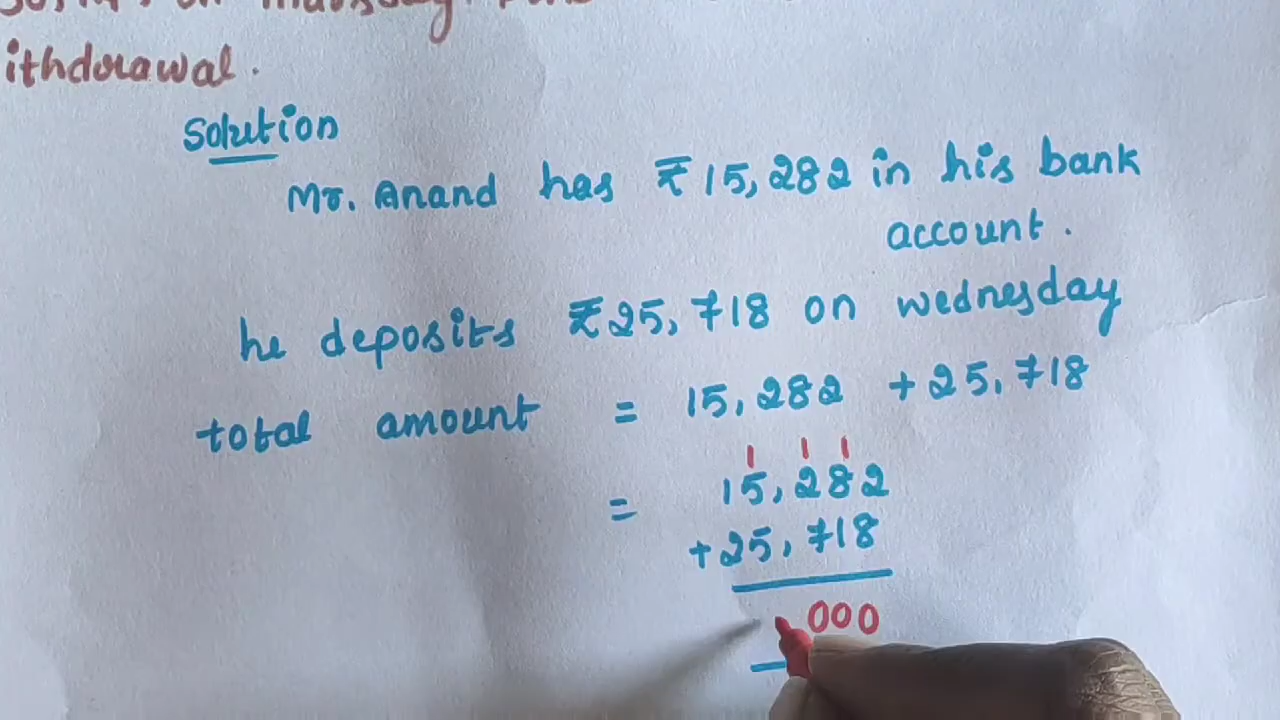 ithdrawal.
Solution
Mr. Anand has ₹15,282 in his bank
account.
he deposits ₹25,718 on wednesday
total amount = 15,282 + 25,718
1 1 1
= 15,282
+25,718
000